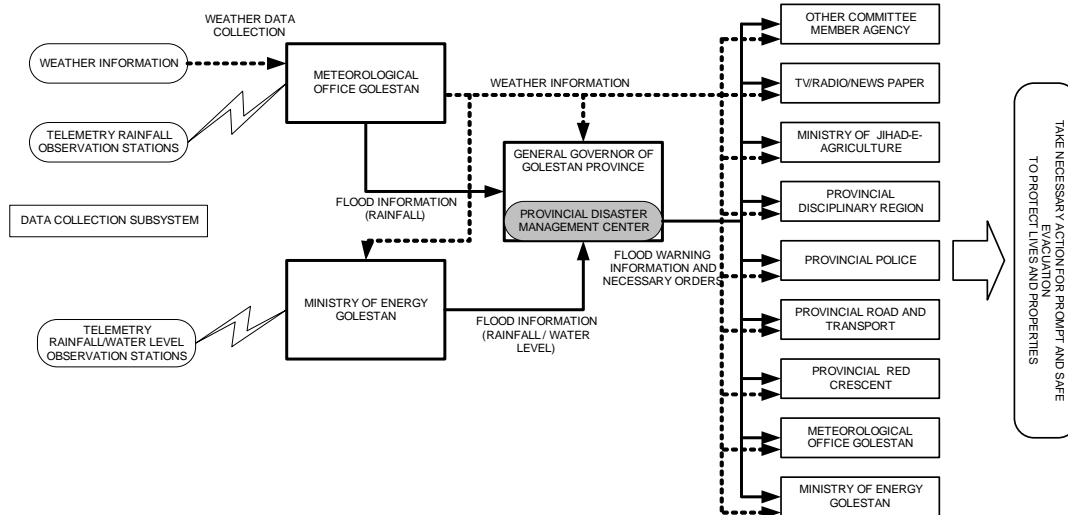 WEATHER DATA
COLLECTION
WEATHER INFORMATION
METEOROLOGICAL
OFFICE GOLESTAN
WEATHER INFORMATION
TELEMETRY RAINFALL
OBSERVATION STATIONS
GENERAL GOVERNOR OF
GOLESTAN PROVINCE
FLOOD INFORMATION
(RAINFALL)
PROVINCIAL DISASTER
MANAGEMENT CENTER
DATA COLLECTION SUBSYSTEM
FLOOD WARNING
INFORMATION AND
NECESSARY ORDERS
MINISTRY OF ENERGY
GOLESTAN
FLOOD INFORMATION
(RAINFALL / WATER
LEVEL)
TELEMETRY
RAINFALL/WATER LEVEL
OBSERVATION STATIONS
OTHER COMMITTEE
MEMBER AGENCY
TV/RADIO/NEWS PAPER
MINISTRY OF JIHAD-E-
AGRICULTURE
PROVINCIAL
DISCIPLINARY REGION
PROVINCIAL POLICE
PROVINCIAL ROAD AND
TRANSPORT
PROVINCIAL RED
CRESCENT
METEOROLOGICAL
OFFICE GOLESTAN
MINISTRY OF ENERGY
GOLESTAN
TAKE NECESSARY ACTION FOR PROMPT AND SAFE
EVACUATION
TO PROTECT LIVES AND PROPERTIES